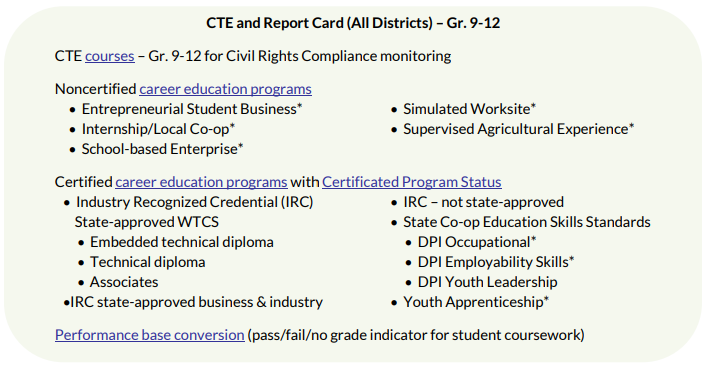 CTE and Report Card (All Districts) – Gr. 9-12
CTE courses – Gr. 9-12 for Civil Rights Compliance monitoring
Noncertified career education programs
• Entrepreneurial Student Business*
• Internship/Local Co-op*
• School-based Enterprise*
• Simulated Worksite*
• Supervised Agricultural Experience*
Certified career education programs with Certificated Program Status
• Industry Recognized Credential (IRC)
State-approved WTCS
• Embedded technical diploma
• Technical diploma
• Associates
•IRC state-approved business & industry
• IRC – not state-approved
• State Co-op Education Skills Standards
• DPI Occupational*
• DPI Employability Skills*
• DPI Youth Leadership
• Youth Apprenticeship*
Performance base conversion (pass/fail/no grade indicator for student coursework)